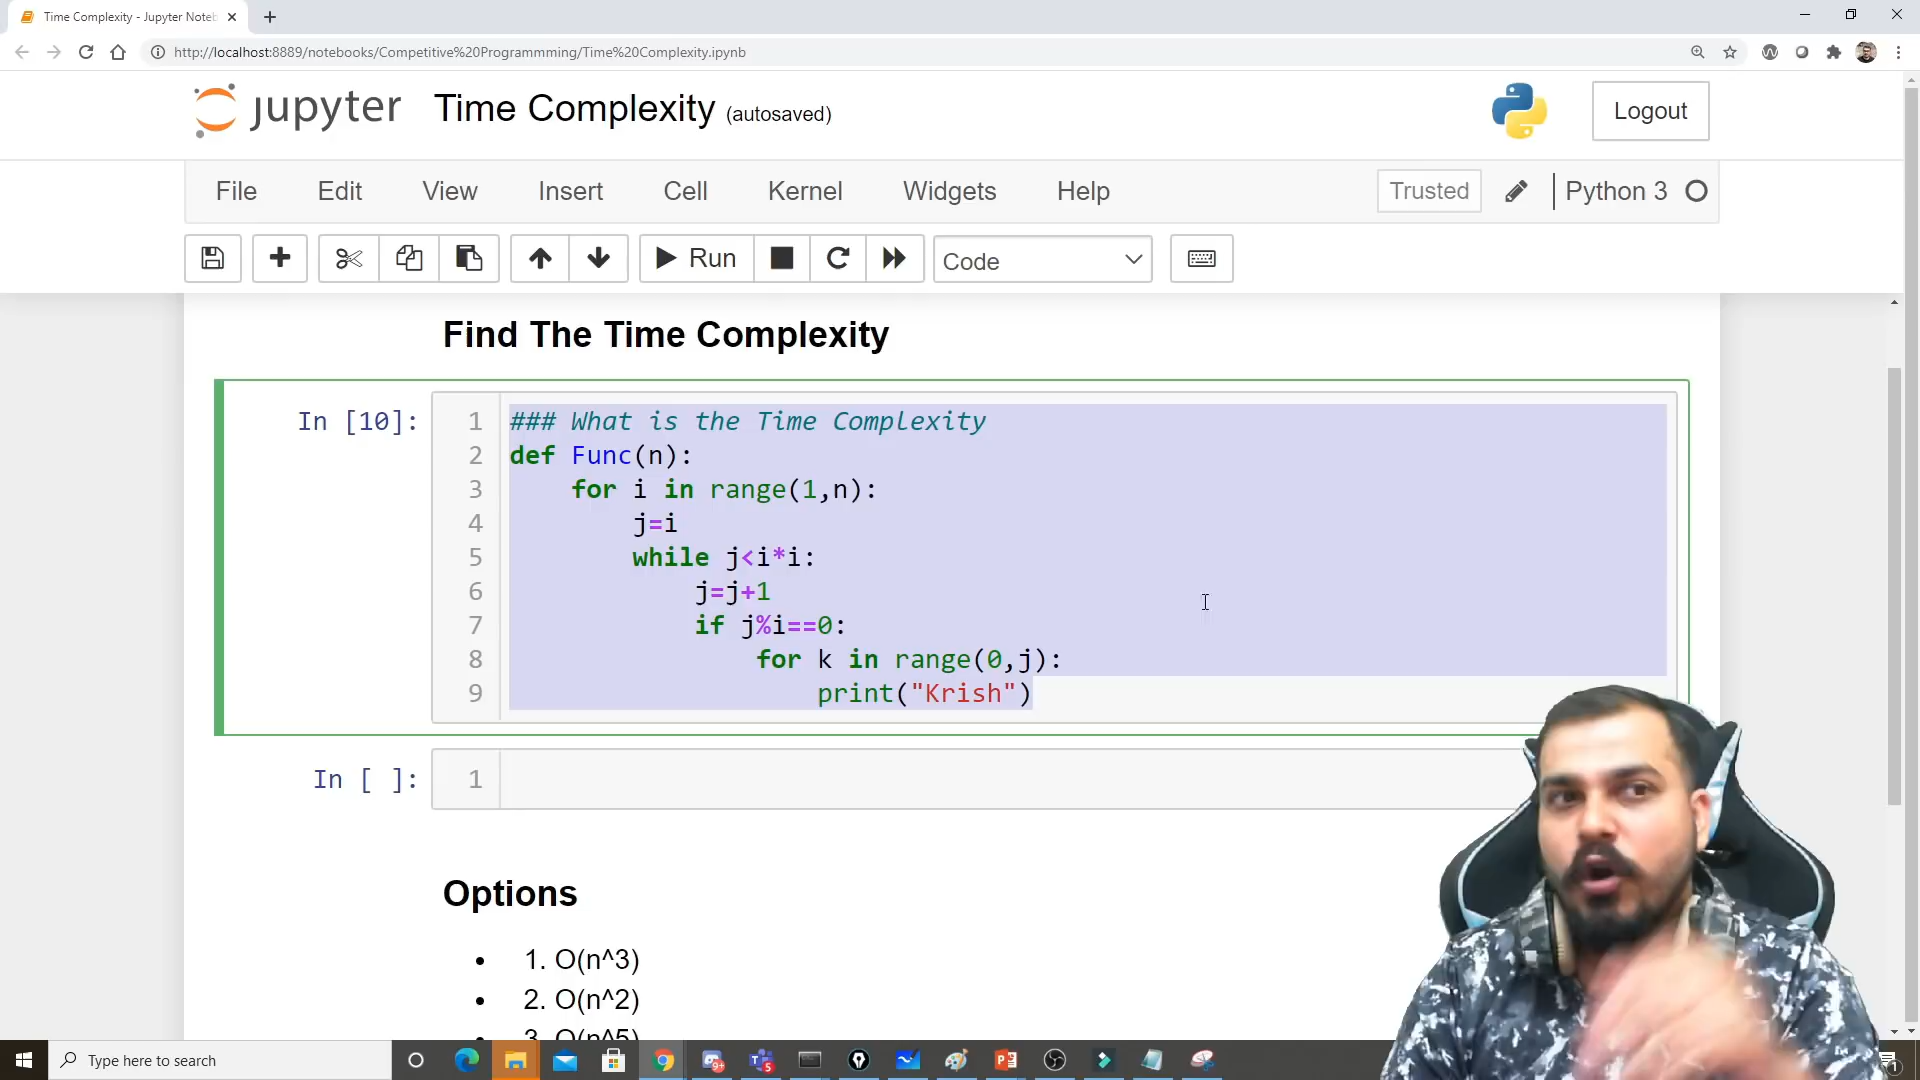 Time Complexity - Jupyter Noteb
http://localhost:8889/notebooks/Competitive%20Programmming/Time%20Complexity.ipynb
jupyter Time Complexity (autosaved)
Logout
File Edit View Insert Cell Kernel Widgets Help Trusted Python 3
Run Code
Find The Time Complexity
In [10]:
1 ### What is the Time Complexity
2 def Func(n):
3 for i in range(1,n):
4 j=i
5 while j<i*i:
6 j=j+1
7 if j%i==0:
8 for k in range(0,j):
9 print("Krish")
In [ ]: 1
Options
• 1. O(n^3)
• 2. O(n^2)
• 3. O(n^5)
Type here to search